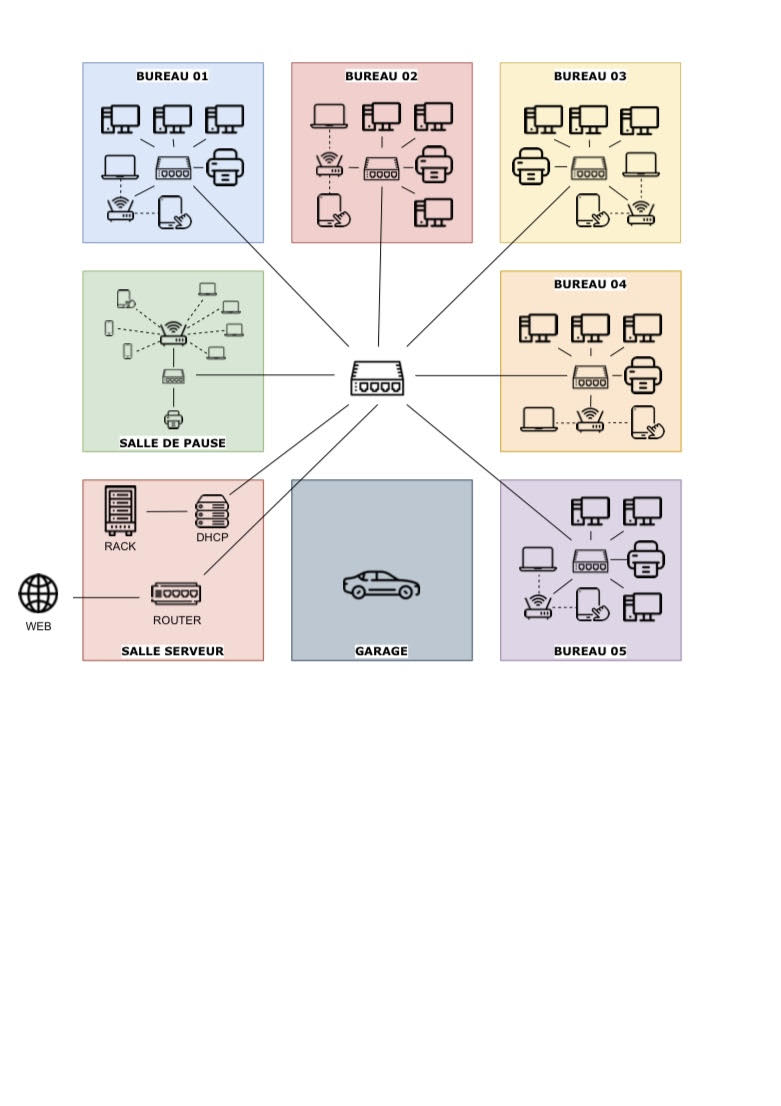 BUREAU 01
BUREAU 02
BUREAU 03
BUREAU 04
SALLE DE PAUSE
RACK
DHCP
WEB
ROUTER
SALLE SERVEUR
GARAGE
BUREAU 05